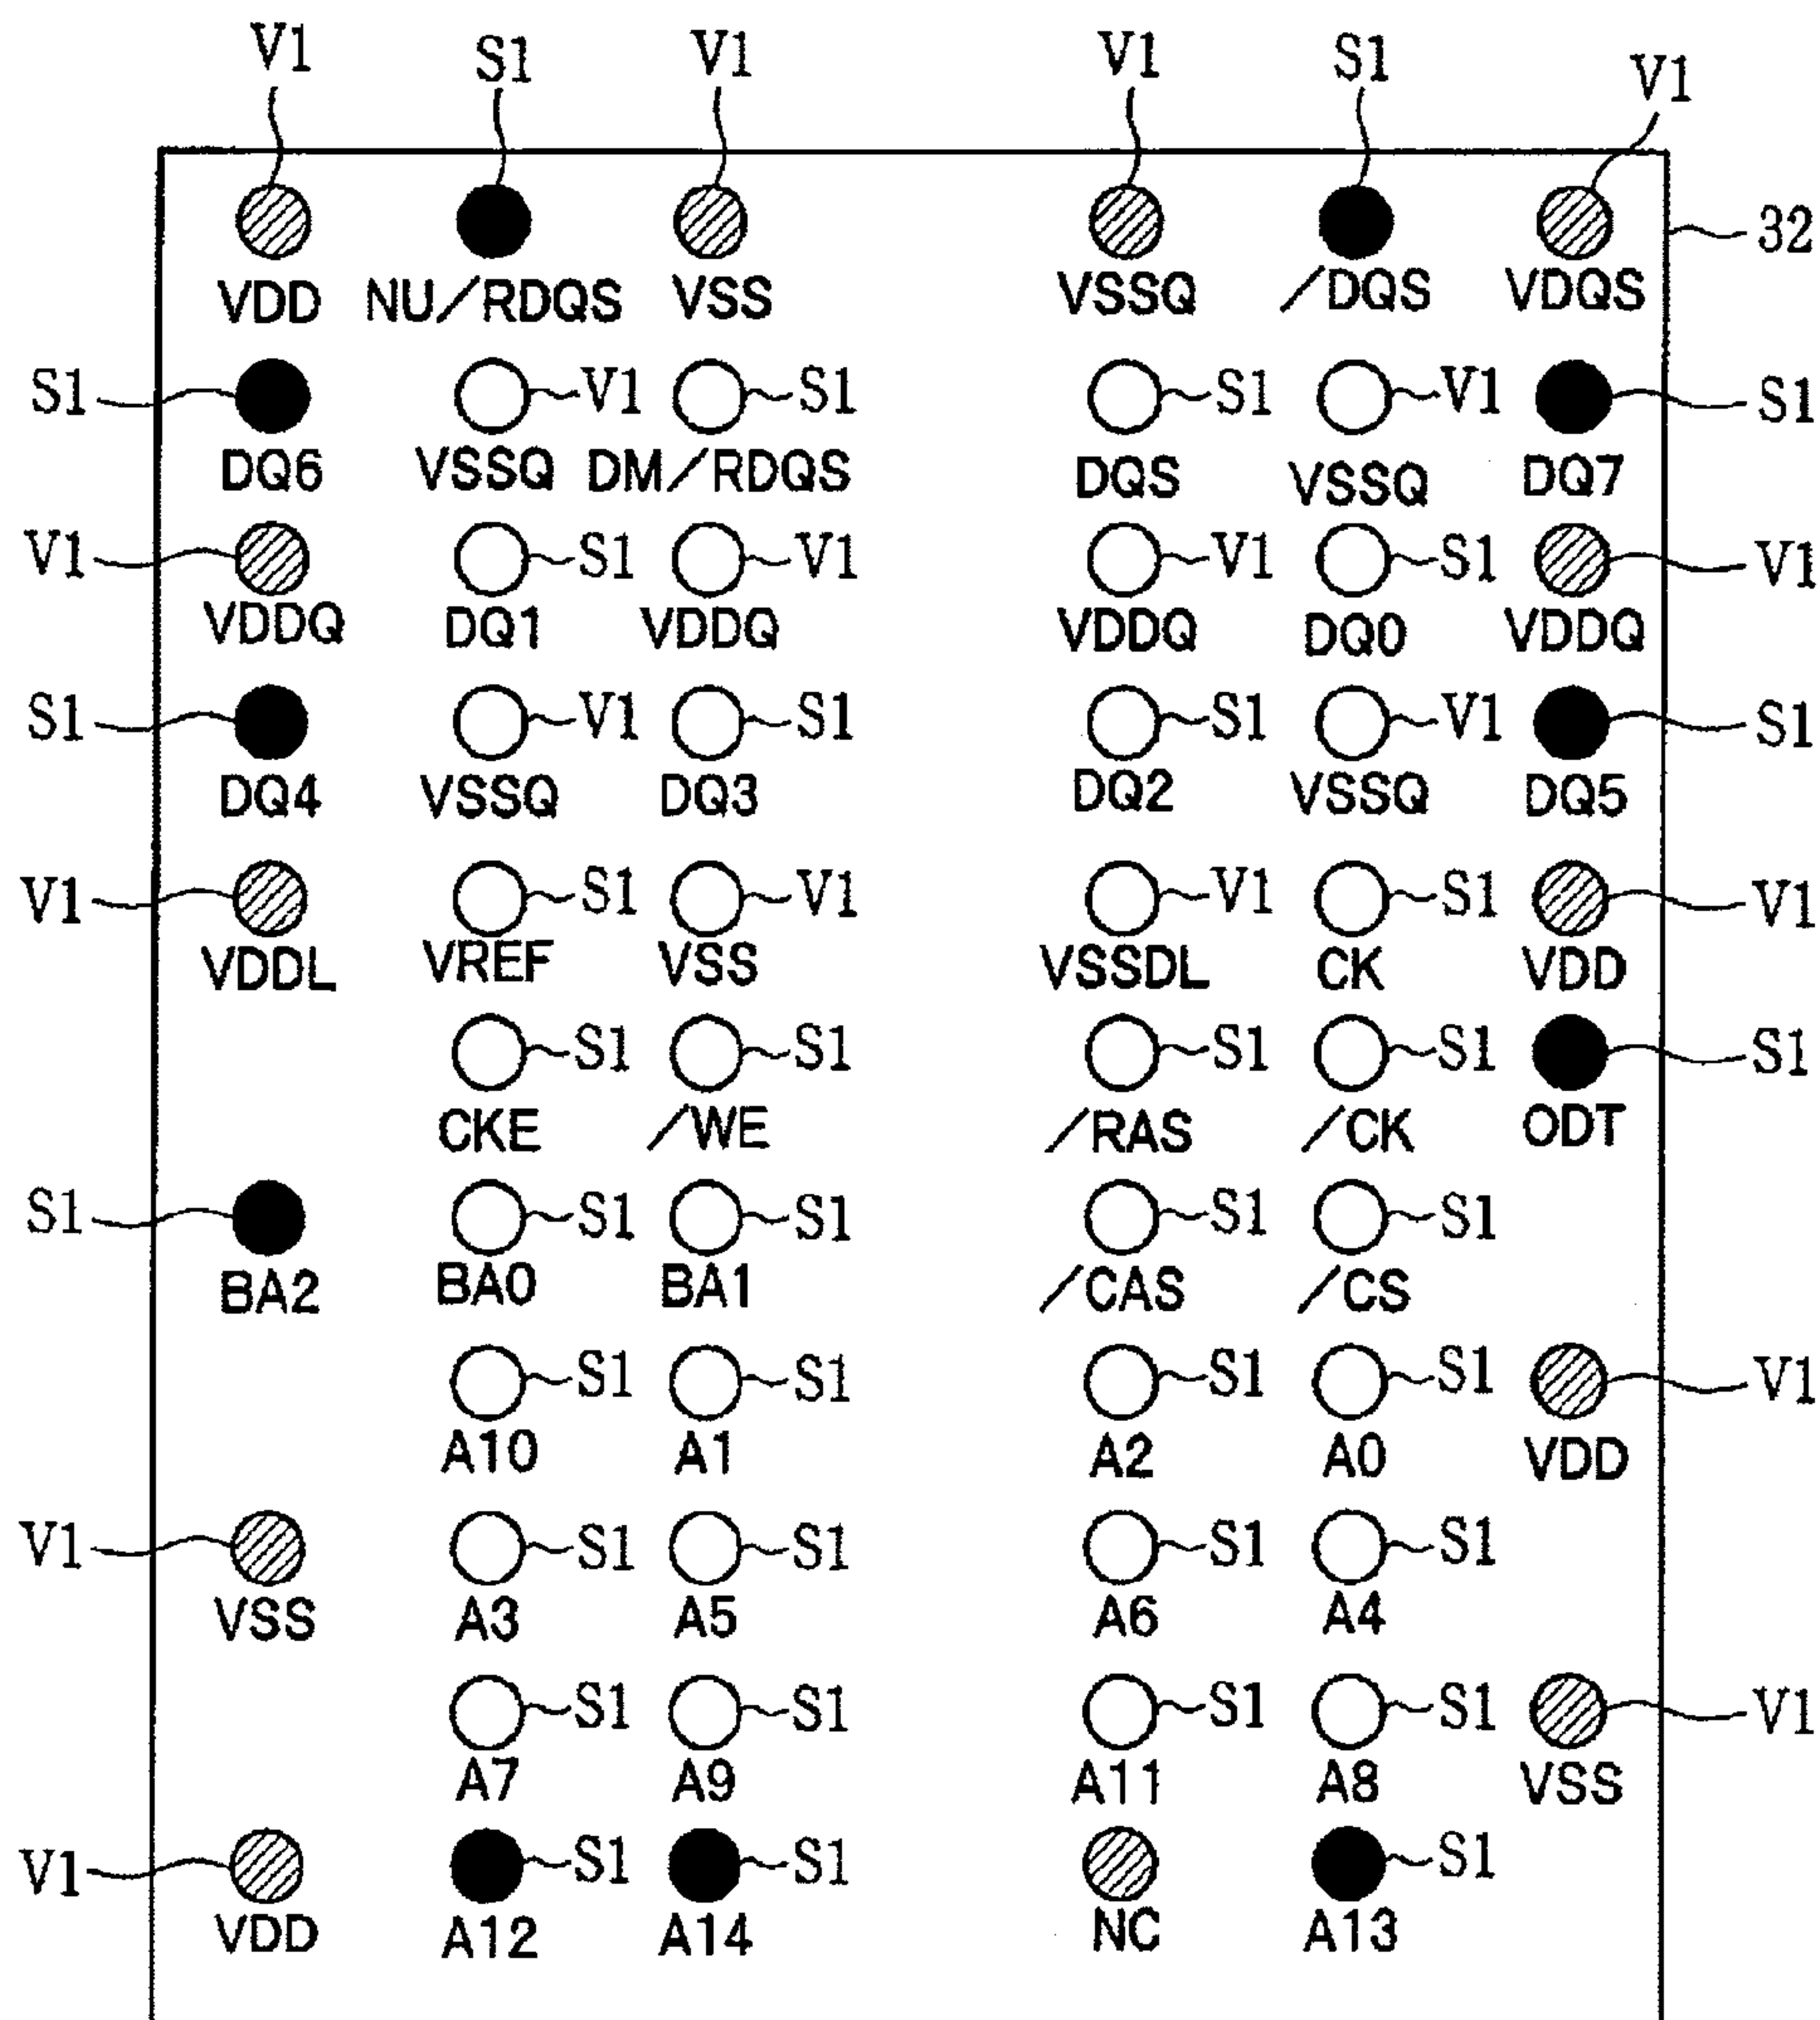 V1 S1 V1 V1 S1 V1
32
VDD NU/RDQS VSS VSSQ /DQS VDQS
S1 V1 S1 S1 V1 S1
DQ6 VSSQ DM/RDQS DQS VSSQ DQ7
V1 S1 V1 V1 S1 V1
VDDQ DQ1 VDDQ VDDQ DQ0 VDDQ
S1 V1 S1 S1 V1 S1
DQ4 VSSQ DQ3 DQ2 VSSQ DQ5
V1 S1 V1 V1 S1 V1
VDDL VREF VSS VSSDL CK VDD
S1 S1 S1 S1 S1
CKE /WE /RAS /CK ODT
S1 S1 S1 S1 S1
BA2 BA0 BA1 /CAS /CS
S1 S1 S1 S1 V1
A10 A1 A2 A0 VDD
V1 S1 S1 S1 S1
VSS A3 A5 A6 A4
S1 S1 S1 S1 V1
A7 A9 A11 A8 VSS
V1 S1 S1 S1
VDD A12 A14 NC A13